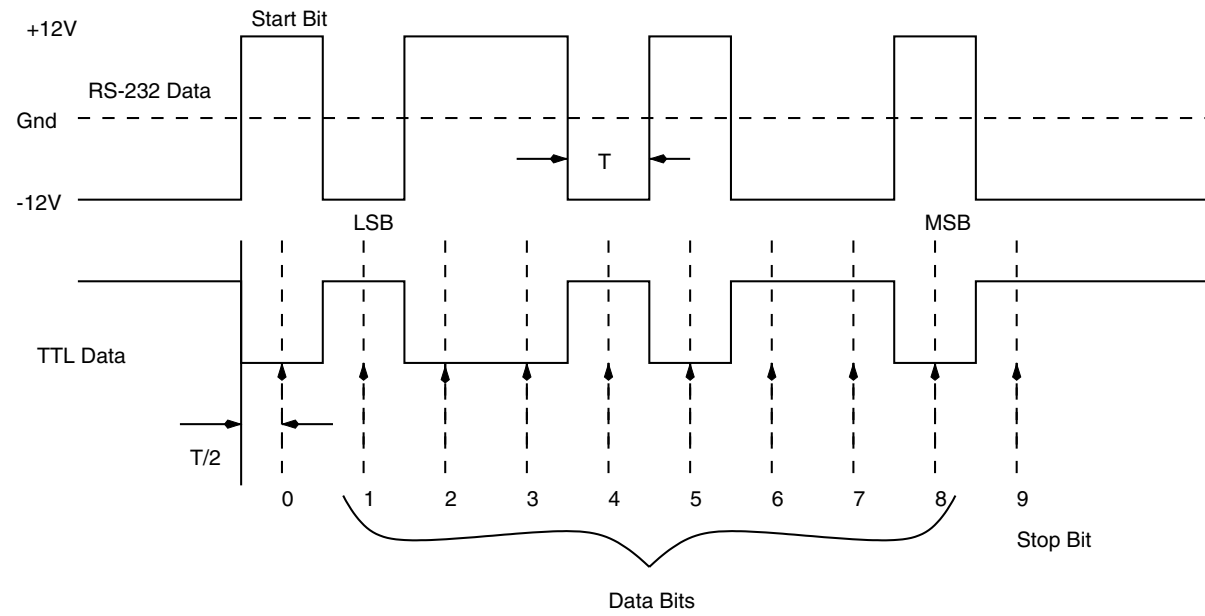 Start Bit
+12V
RS-232 Data
Gnd
T
-12V
LSB
MSB
TTL Data
T/2
0 1 2 3 4 5 6 7 8 9
Stop Bit
Data Bits